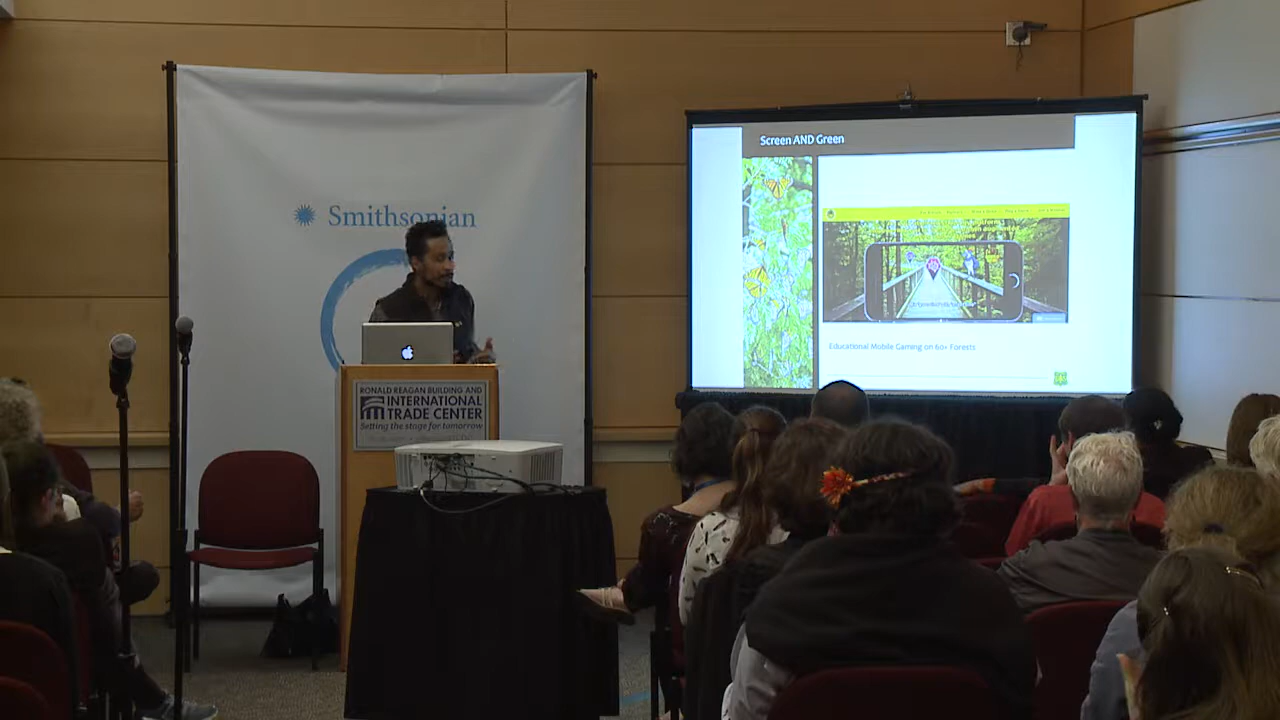 Smithsonian
Screen AND Green
Educational Mobile Gaming on 60+ Forests
RONALD REAGAN BUILDING AND
INTERNATIONAL
TRADE CENTER
Setting the stage for tomorrow